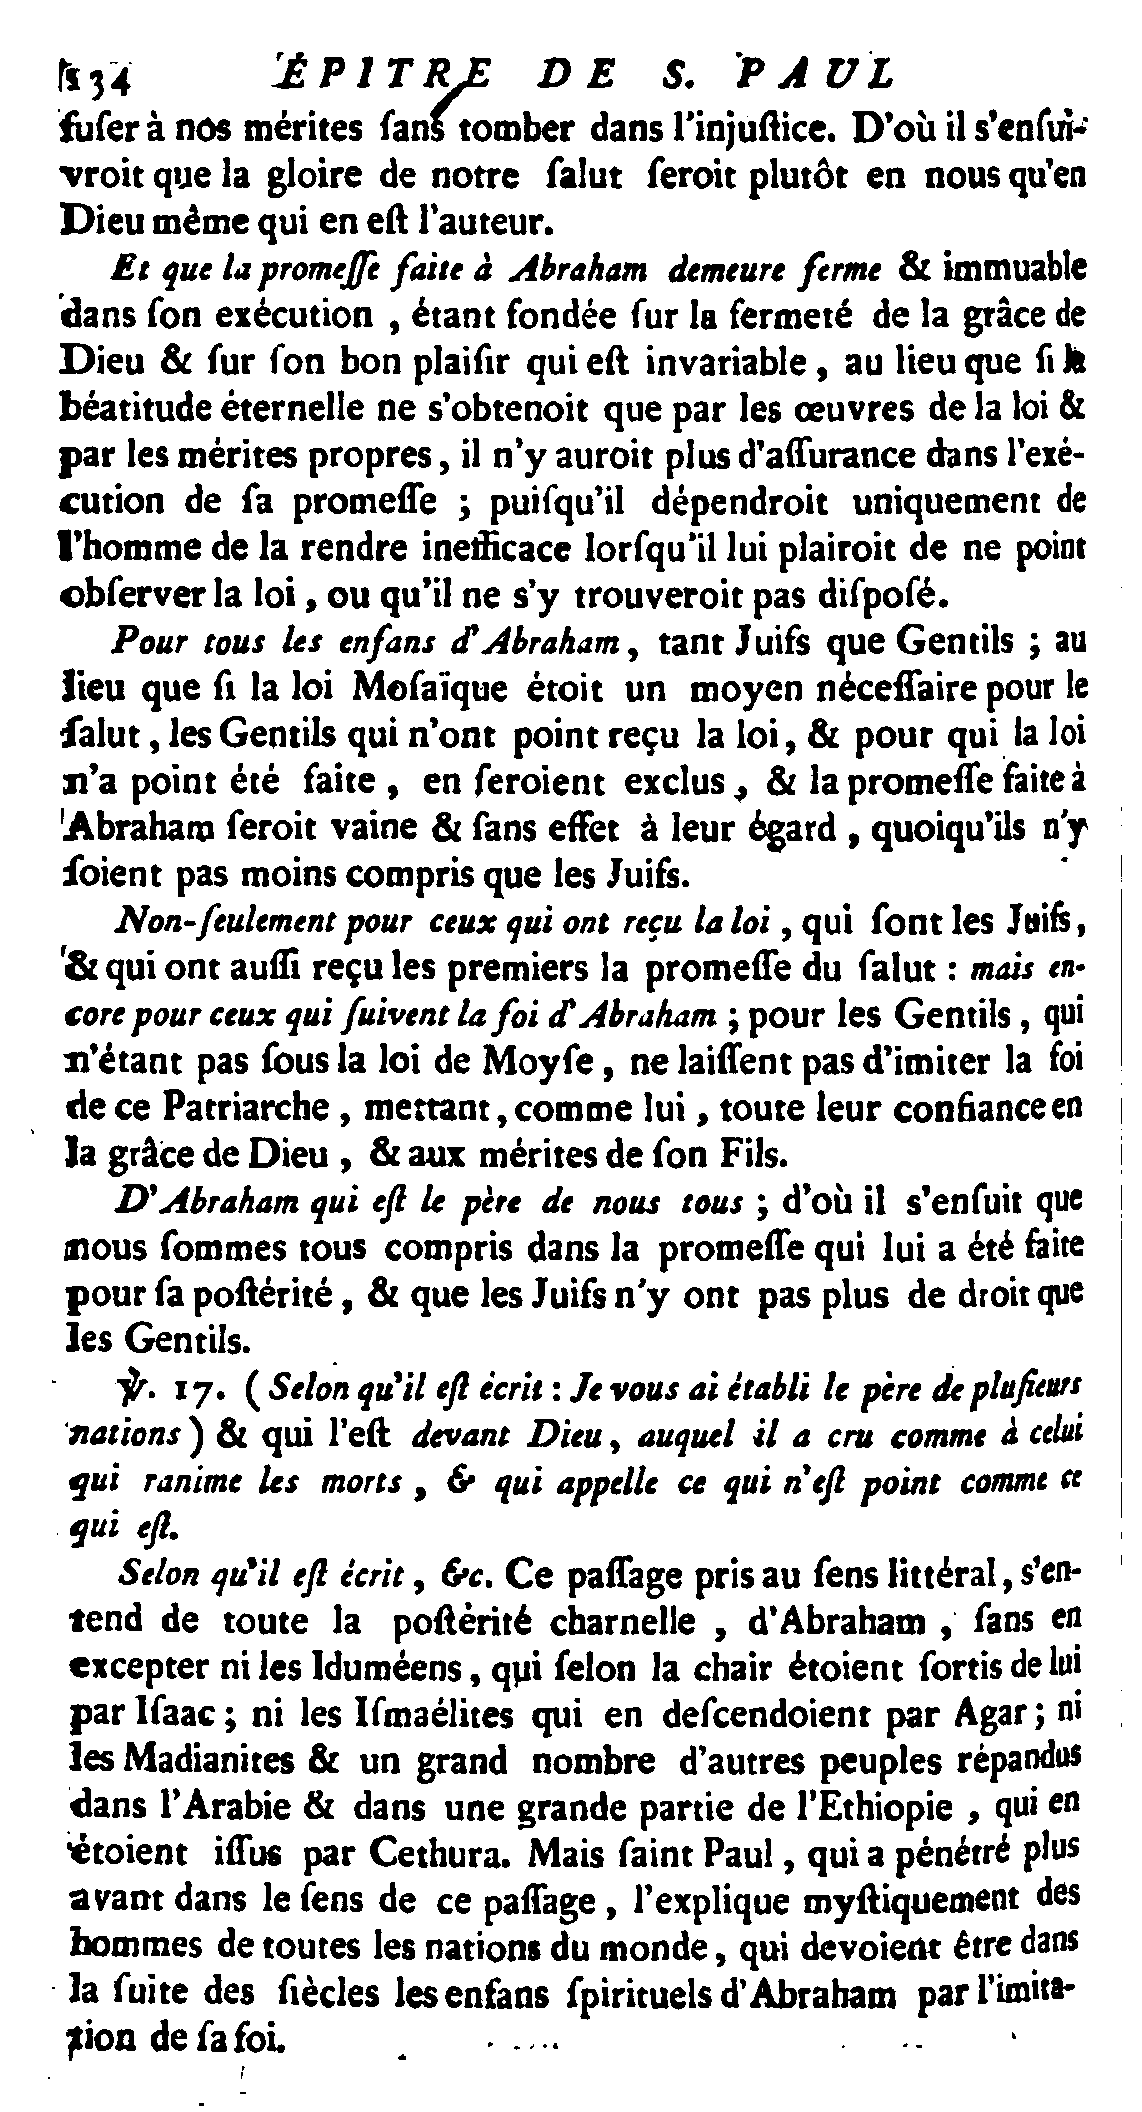 134 ÉPITRE DE S. PAUL
fuſer à nos mérites ſans tomber dans l'injuſtice. D'où il s'enſui-
vroit que la gloire de notre ſalut ſeroit plutôt en nous qu'en
Dieu même qui en eſt l'auteur.
Et que la promeſſe faite à Abraham demeure ferme & immuable
dans ſon exécution , étant fondée ſur la fermeté de la grâce de
Dieu & ſur ſon bon plaiſir qui eſt invariable , au lieu que ſi la
béatitude éternelle ne s'obtenoit que par les œuvres de la loi &
par les mérites propres , il n'y auroit plus d'aſſurance dans l'exé-
cution de ſa promeſſe ; puiſqu'il dépendroit uniquement de
l'homme de la rendre inefficace lorſqu'il lui plairoit de ne point
obſerver la loi , ou qu'il ne s'y trouveroit pas diſpoſé.
Pour tous les enfans d'Abraham , tant Juifs que Gentils ; au
lieu que ſi la loi Moſaïque étoit un moyen néceſſaire pour le
ſalut , les Gentils qui n'ont point reçu la loi , & pour qui la loi
n'a point été faite , en ſeroient exclus , & la promeſſe faite à
Abraham ſeroit vaine & ſans effet à leur égard , quoiqu'ils n'y
ſoient pas moins compris que les Juifs.
Non-ſeulement pour ceux qui ont reçu la loi , qui ſont les Juifs ,
& qui ont auſſi reçu les premiers la promeſſe du ſalut : mais en-
core pour ceux qui ſuivent la foi d'Abraham ; pour les Gentils , qui
n'étant pas ſous la loi de Moyſe , ne laiſſent pas d'imiter la foi
de ce Patriarche , mettant , comme lui , toute leur confiance en
la grâce de Dieu , & aux mérites de ſon Fils.
D'Abraham qui eſt le père de nous tous ; d'où il s'enſuit que
nous ſommes tous compris dans la promeſſe qui lui a été faite
pour ſa poſtérité , & que les Juifs n'y ont pas plus de droit que
les Gentils.
℣. 17. ( Selon qu'il eſt écrit : Je vous ai établi le père de pluſieurs
nations ) & qui l'eſt devant Dieu , auquel il a cru comme à celui
qui ranime les morts , & qui appelle ce qui n'eſt point comme ce
qui eſt.
Selon qu'il eſt écrit , &c. Ce paſſage pris au ſens littéral , s'en-
tend de toute la poſtérité charnelle , d'Abraham , ſans en
excepter ni les Iduméens , qui ſelon la chair étoient ſortis de lui
par Iſaac ; ni les Iſmaélites qui en deſcendoient par Agar ; ni
les Madianites & un grand nombre d'autres peuples répandus
dans l'Arabie & dans une grande partie de l'Ethiopie , qui en
étoient iſſus par Cethura. Mais ſaint Paul , qui a pénétré plus
avant dans le ſens de ce paſſage , l'explique myſtiquement des
hommes de toutes les nations du monde , qui devoient être dans
la ſuite des ſiècles les enfans ſpirituels d'Abraham par l'imita-
tion de ſa foi.